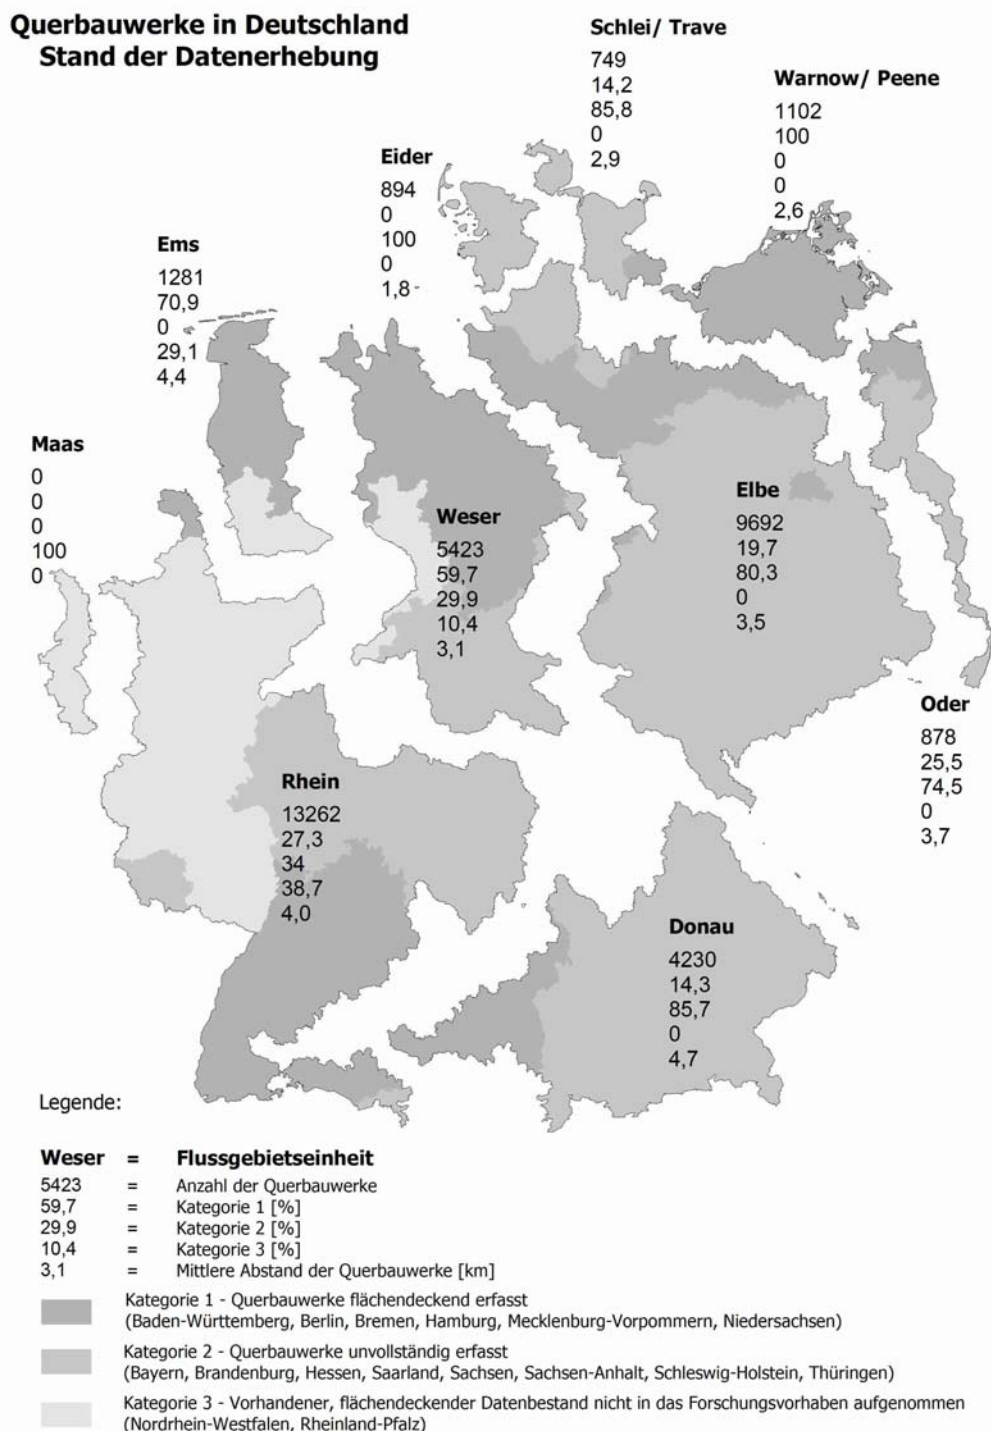 Querbauwerke in Deutschland
Stand der Datenerhebung
Schlei/ Trave
749
14,2
85,8
0
2,9
Warnow/ Peene
1102
100
0
0
2,6
Eider
894
0
100
0
1,8
Ems
1281
70,9
0
29,1
4,4
Maas
0
0
0
100
0
Weser
5423
59,7
29,9
10,4
3,1
Elbe
9692
19,7
80,3
0
3,5
Oder
878
25,5
74,5
0
3,7
Rhein
13262
27,3
34
38,7
4,0
Donau
4230
14,3
85,7
0
4,7
Legende:
Weser = Flussgebietseinheit
5423 = Anzahl der Querbauwerke
59,7 = Kategorie 1 [%]
29,9 = Kategorie 2 [%]
10,4 = Kategorie 3 [%]
3,1 = Mittlere Abstand der Querbauwerke [km]
Kategorie 1 - Querbauwerke flächendeckend erfasst
(Baden-Württemberg, Berlin, Bremen, Hamburg, Mecklenburg-Vorpommern, Niedersachsen)
Kategorie 2 - Querbauwerke unvollständig erfasst
(Bayern, Brandenburg, Hessen, Saarland, Sachsen, Sachsen-Anhalt, Schleswig-Holstein, Thüringen)
Kategorie 3 - Vorhandener, flächendeckender Datenbestand nicht in das Forschungsvorhaben aufgenommen
(Nordrhein-Westfalen, Rheinland-Pfalz)